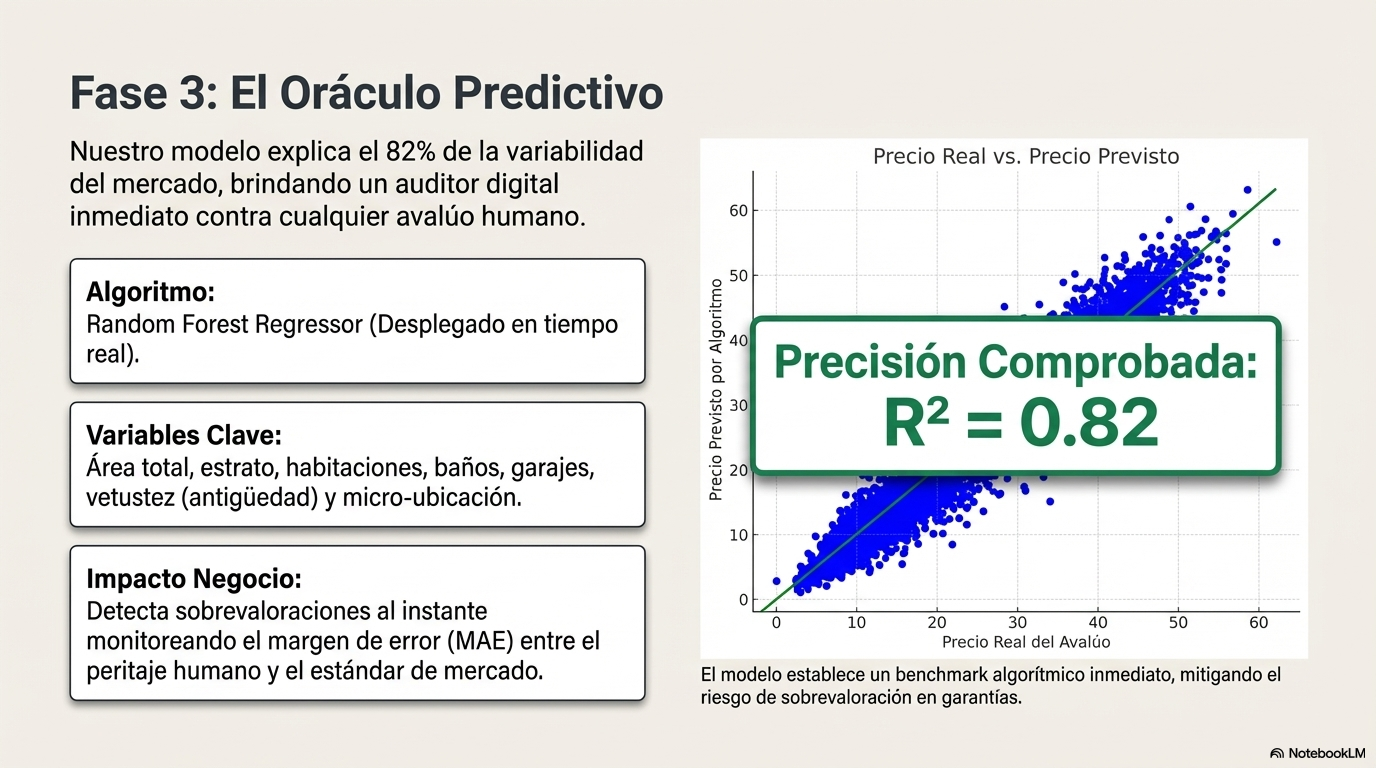 Fase 3: El Oráculo Predictivo
Nuestro modelo explica el 82% de la variabilidad
del mercado, brindando un auditor digital
inmediato contra cualquier avalúo humano.
Algoritmo:
Random Forest Regressor (Desplegado en tiempo
real).
Variables Clave:
Área total, estrato, habitaciones, baños, garajes,
vetustez (antigüedad) y micro-ubicación.
Impacto Negocio:
Detecta sobrevaloraciones al instante
monitoreando el margen de error (MAE) entre el
peritaje humano y el estándar de mercado.
Precio Real vs. Precio Previsto
Precio Previsto por Algoritmo
60
50
40
30
20
10
0
Precisión Comprobada:
R² = 0.82
0 10 20 30 40 50 60
Precio Real del Avalúo
El modelo establece un benchmark algorítmico inmediato, mitigando el
riesgo de sobrevaloración en garantías.
NotebookLM